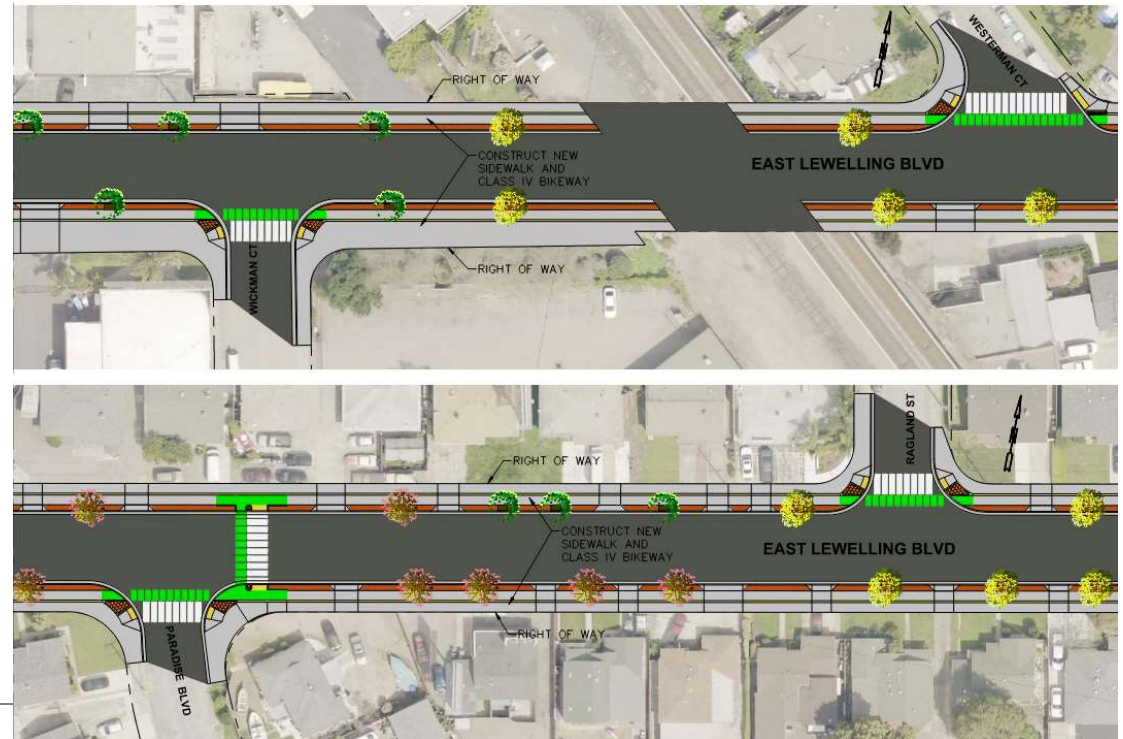 WESTERMAN CT
RIGHT OF WAY
CONSTRUCT NEW
SIDEWALK AND
CLASS IV BIKEWAY
EAST LEWELLING BLVD
WICKMAN CT
RIGHT OF WAY
RAGLAND ST
RIGHT OF WAY
CONSTRUCT NEW
SIDEWALK AND
CLASS IV BIKEWAY
EAST LEWELLING BLVD
RIGHT OF WAY
PARADISE BLVD